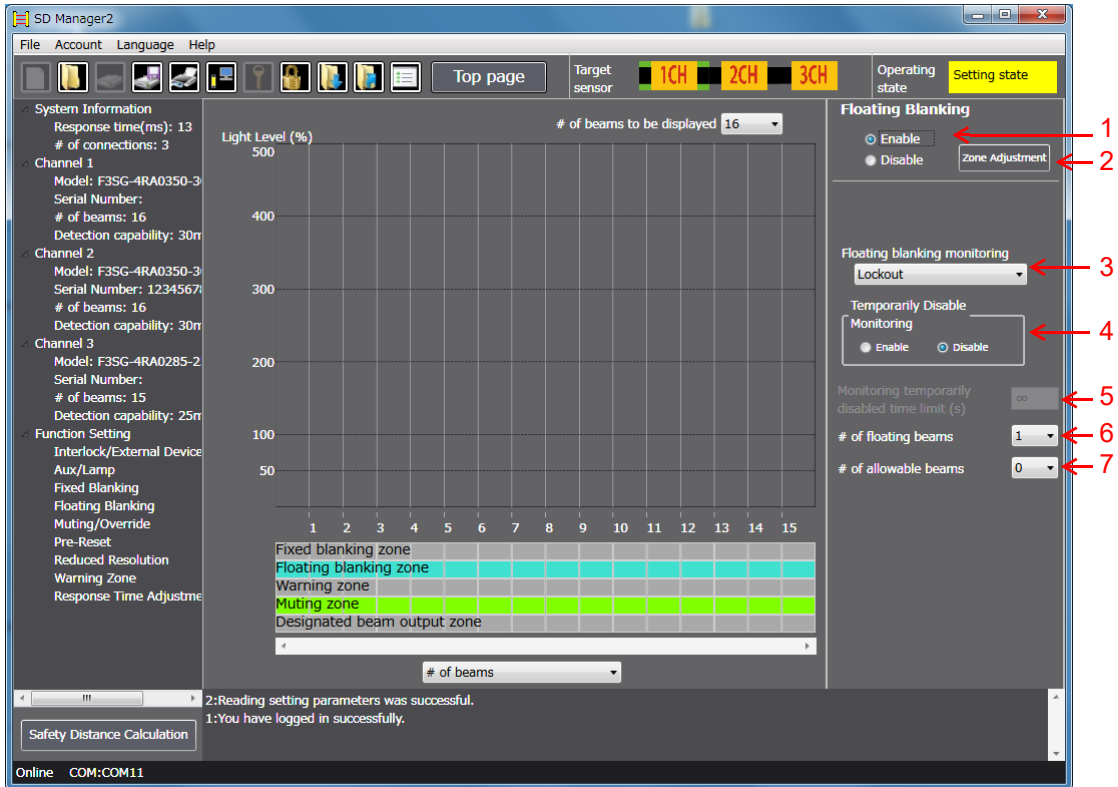 SD Manager2
File Account Language Help
Top page
Target sensor
1CH 2CH 3CH
Operating state
Setting state
System Information
Response time(ms): 13
# of connections: 3
Channel 1
Model: F3SG-4RA0350-3
Serial Number:
# of beams: 16
Detection capability: 30m
Channel 2
Model: F3SG-4RA0350-3
Serial Number: 12345678
# of beams: 16
Detection capability: 30m
Channel 3
Model: F3SG-4RA0285-2
Serial Number:
# of beams: 15
Detection capability: 25m
Function Setting
Interlock/External Device
Aux/Lamp
Fixed Blanking
Floating Blanking
Muting/Override
Pre-Reset
Reduced Resolution
Warning Zone
Response Time Adjustme
Safety Distance Calculation
# of beams to be displayed 16
Light Level (%)
500
400
300
200
100
50
1 2 3 4 5 6 7 8 9 10 11 12 13 14 15
Fixed blanking zone
Floating blanking zone
Warning zone
Muting zone
Designated beam output zone
# of beams
Floating Blanking
Enable
1
Disable
Zone Adjustment
2
Floating blanking monitoring
Lockout
3
Temporarily Disable
Monitoring
Enable Disable
4
Monitoring temporarily
disabled time limit (s)
∞
5
# of floating beams 1
6
# of allowable beams 0
7
2:Reading setting parameters was successful.
1:You have logged in successfully.
Online COM:COM11